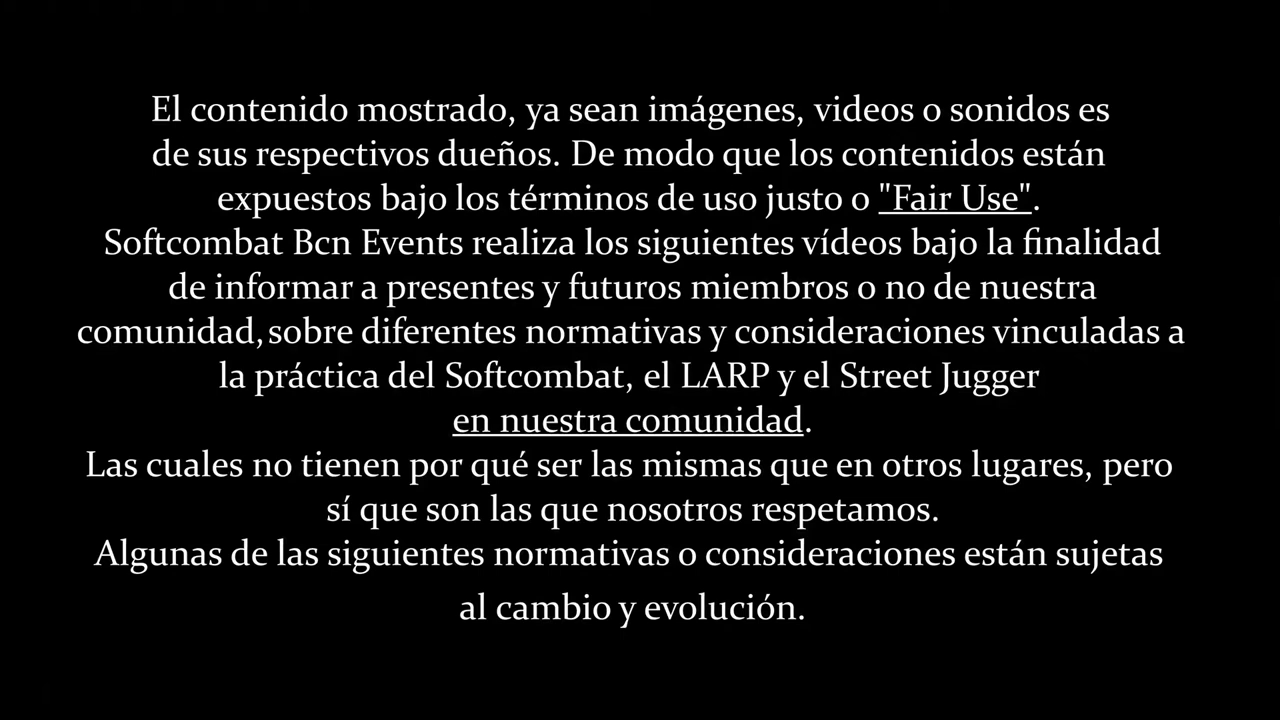 El contenido mostrado, ya sean imágenes, videos o sonidos es
de sus respectivos dueños. De modo que los contenidos están
expuestos bajo los términos de uso justo o "Fair Use".
Softcombat Bcn Events realiza los siguientes vídeos bajo la finalidad
de informar a presentes y futuros miembros o no de nuestra
comunidad, sobre diferentes normativas y consideraciones vinculadas a
la práctica del Softcombat, el LARP y el Street Jugger
en nuestra comunidad.
Las cuales no tienen por qué ser las mismas que en otros lugares, pero
sí que son las que nosotros respetamos.
Algunas de las siguientes normativas o consideraciones están sujetas
al cambio y evolución.